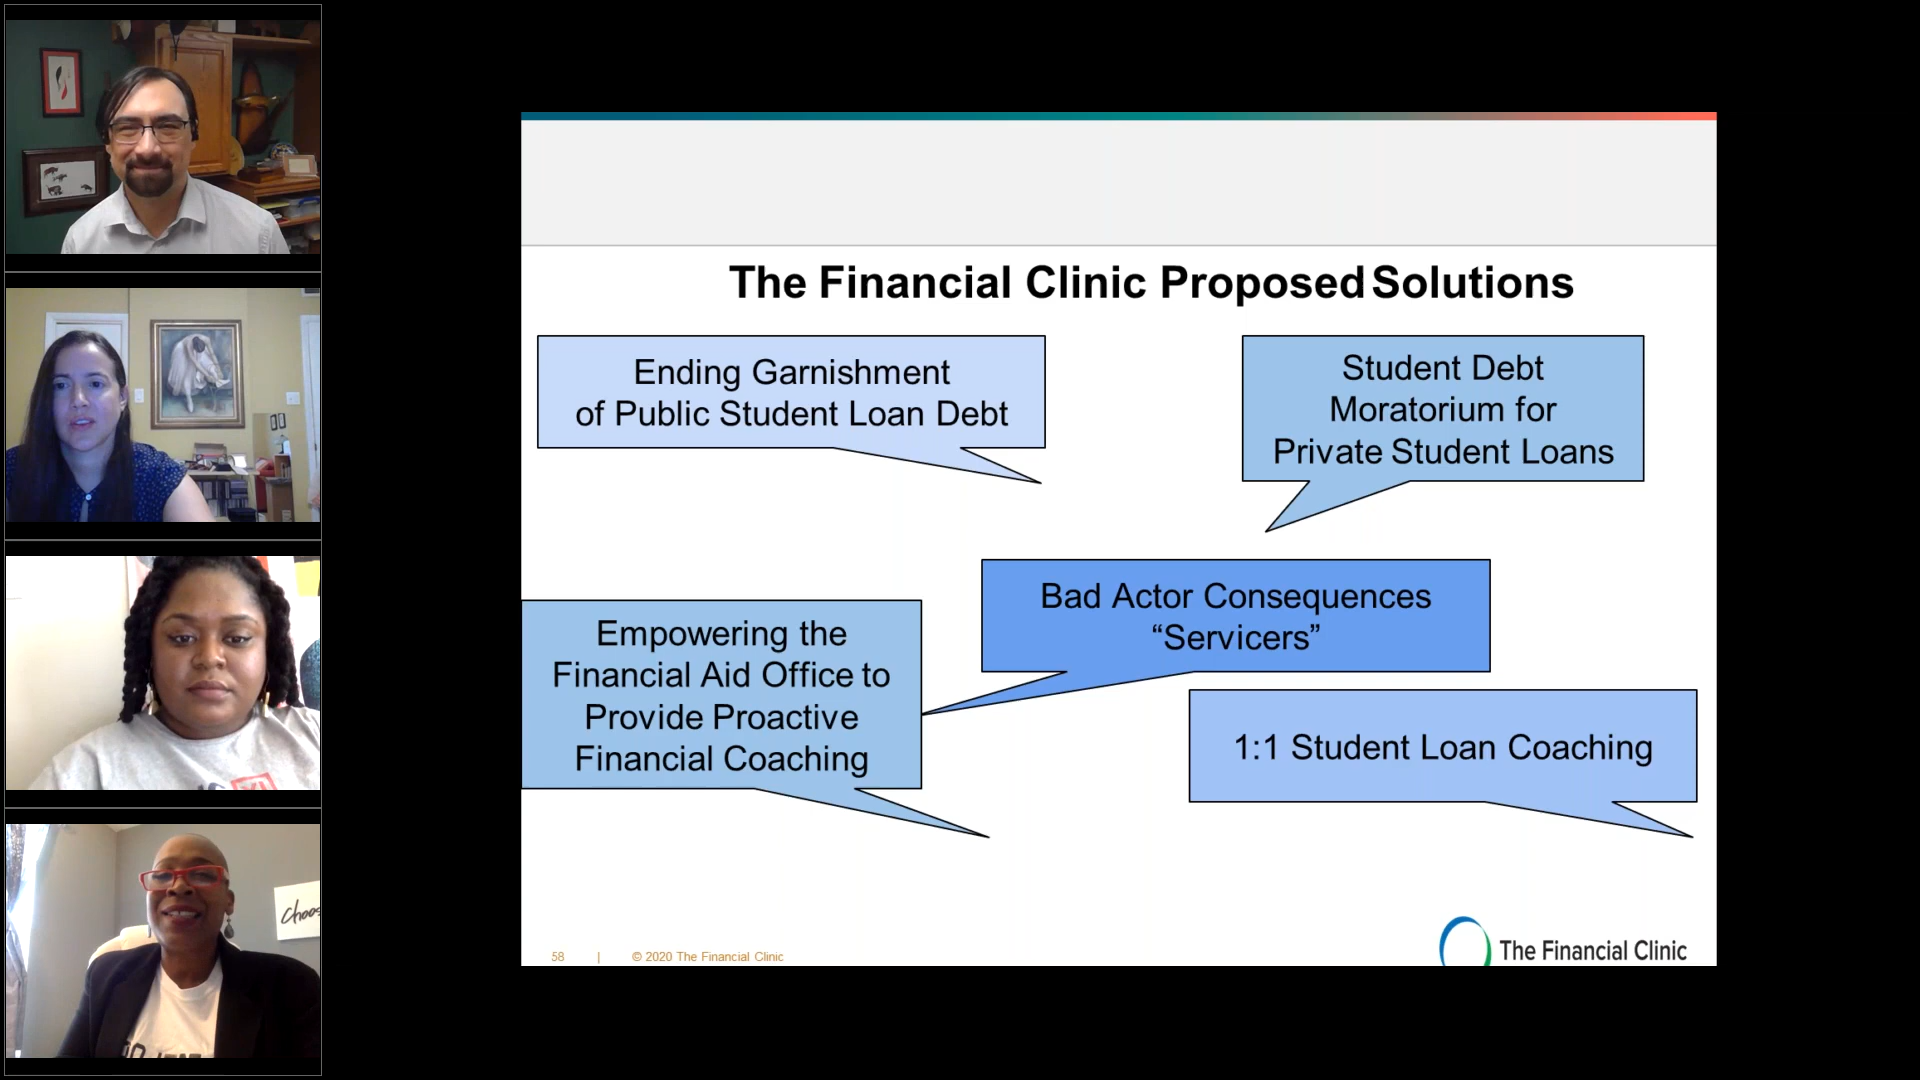 The Financial Clinic Proposed Solutions
Ending Garnishment
of Public Student Loan Debt
Student Debt
Moratorium for
Private Student Loans
Bad Actor Consequences
“Servicers”
Empowering the
Financial Aid Office to
Provide Proactive
Financial Coaching
1:1 Student Loan Coaching
58 | © 2020 The Financial Clinic
The Financial Clinic